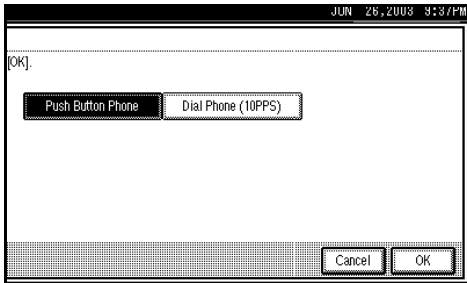 JUN 26,2003 9:37PM
[OK].
Push Button Phone Dial Phone (10PPS)
Cancel OK